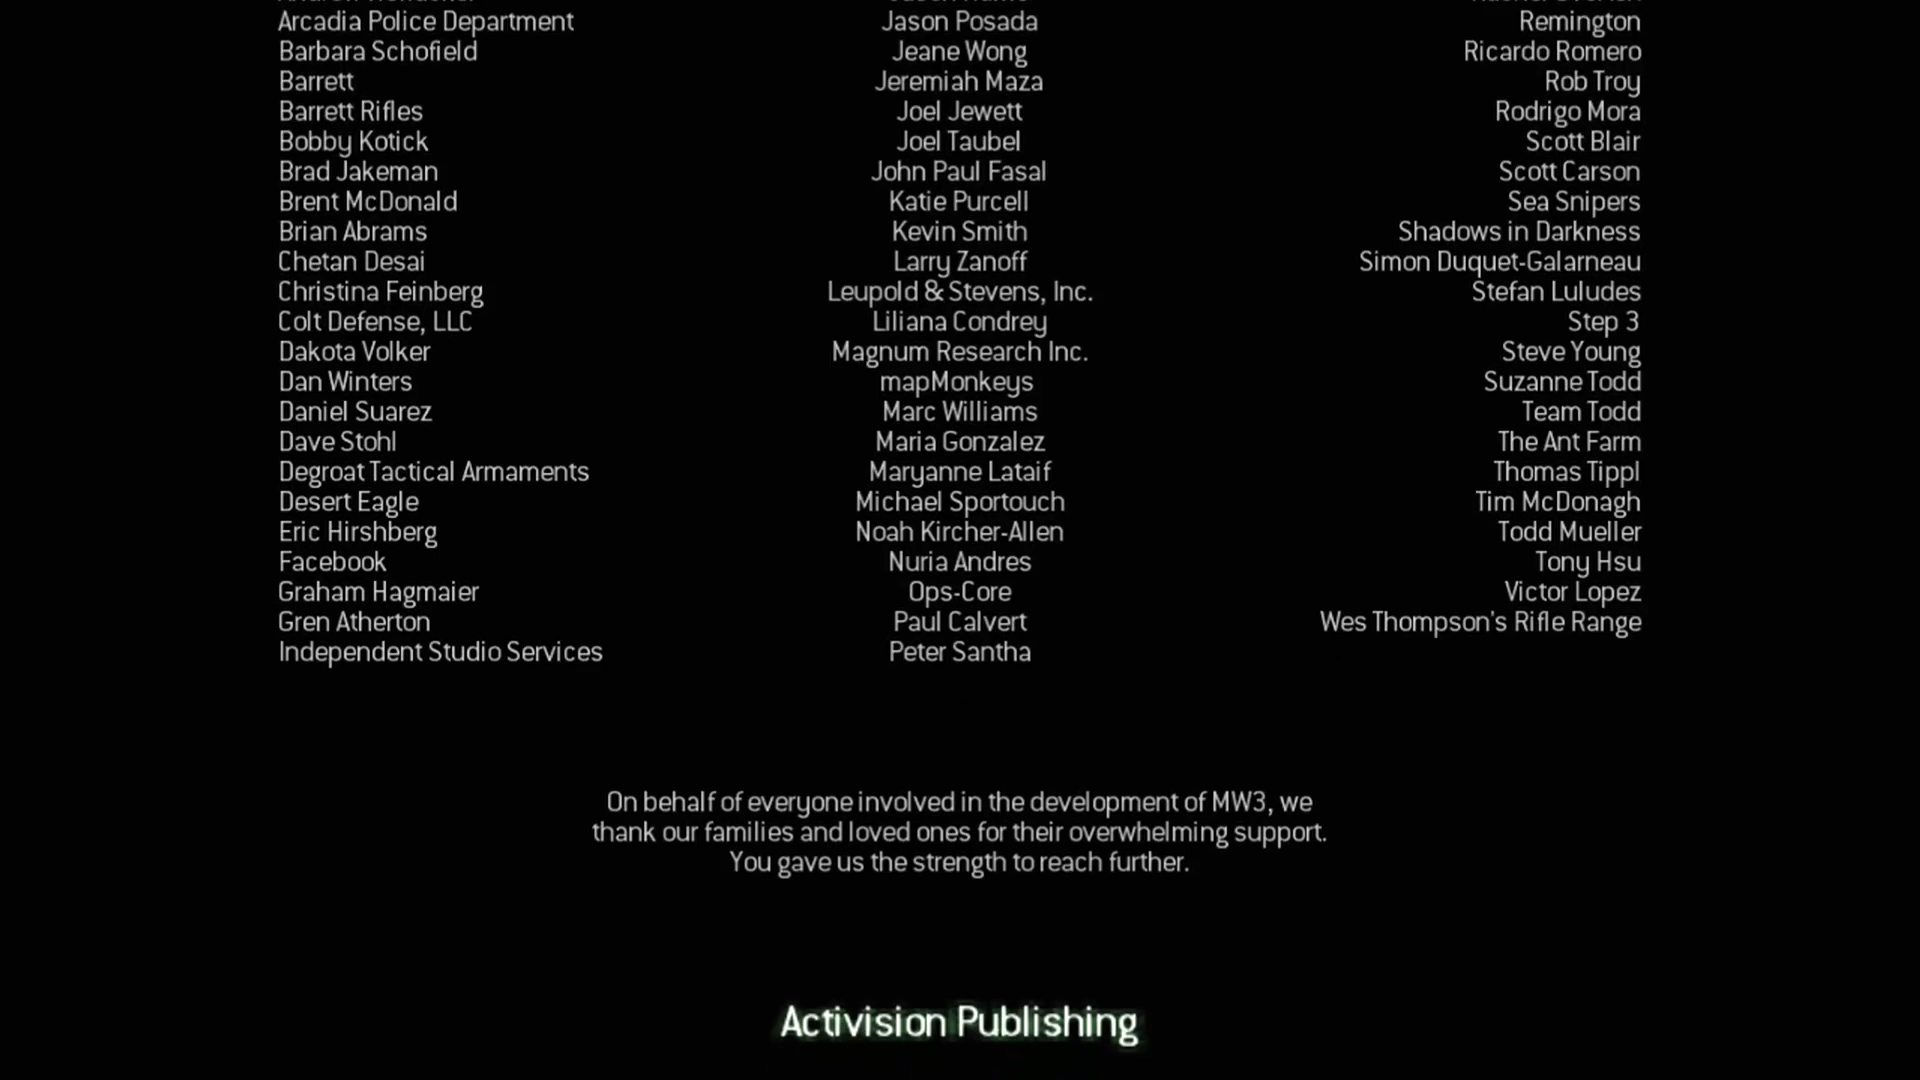 Arcadia Police Department
Barbara Schofield
Barrett
Barrett Rifles
Bobby Kotick
Brad Jakeman
Brent McDonald
Brian Abrams
Chetan Desai
Christina Feinberg
Colt Defense, LLC
Dakota Volker
Dan Winters
Daniel Suarez
Dave Stohl
Degroat Tactical Armaments
Desert Eagle
Eric Hirshberg
Facebook
Graham Hagmaier
Gren Atherton
Independent Studio Services
Jason Posada
Jeane Wong
Jeremiah Maza
Joel Jewett
Joel Taubel
John Paul Fasal
Katie Purcell
Kevin Smith
Larry Zanoff
Leupold & Stevens, Inc.
Liliana Condrey
Magnum Research Inc.
mapMonkeys
Marc Williams
Maria Gonzalez
Maryanne Lataif
Michael Sportouch
Noah Kircher-Allen
Nuria Andres
Ops-Core
Paul Calvert
Peter Santha
Remington
Ricardo Romero
Rob Troy
Rodrigo Mora
Scott Blair
Scott Carson
Sea Snipers
Shadows in Darkness
Simon Duquet-Galarneau
Stefan Luludes
Step 3
Steve Young
Suzanne Todd
Team Todd
The Ant Farm
Thomas Tippl
Tim McDonagh
Todd Mueller
Tony Hsu
Victor Lopez
Wes Thompson's Rifle Range
On behalf of everyone involved in the development of MW3, we
thank our families and loved ones for their overwhelming support.
You gave us the strength to reach further.
Activision Publishing